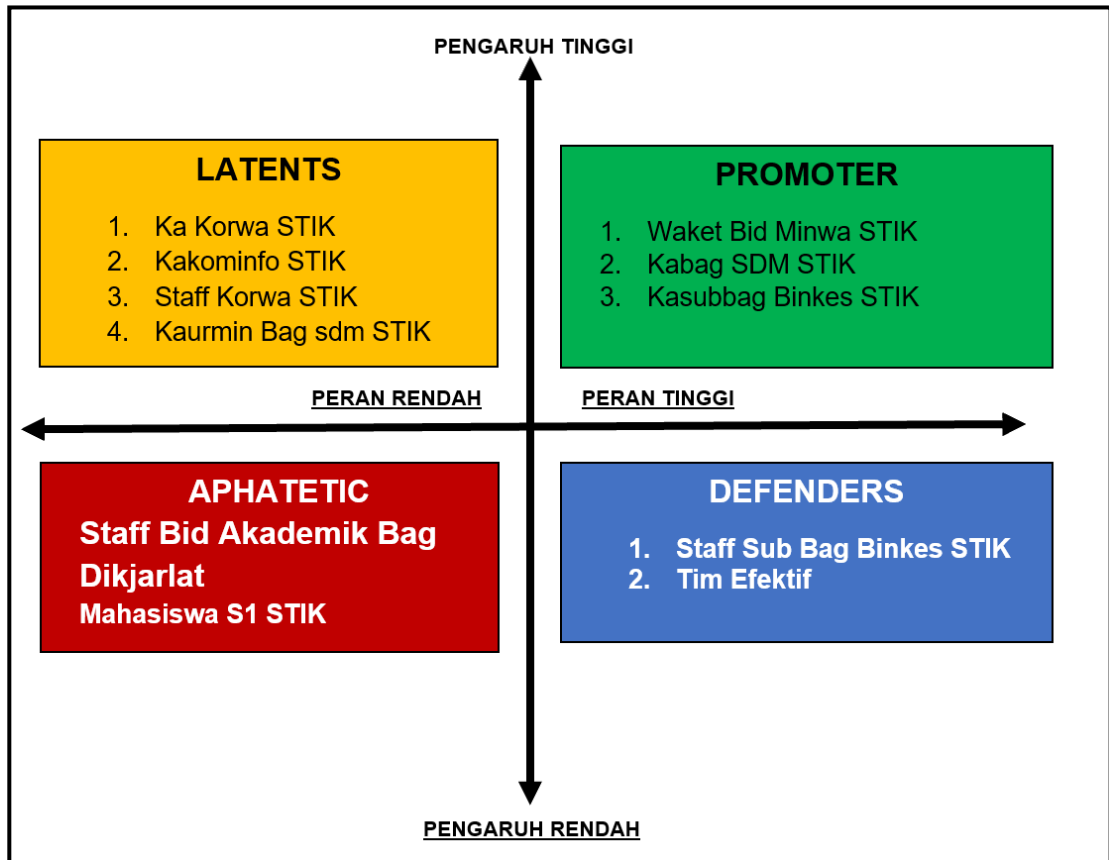 PENGARUH TINGGI
LATENTS
1. Ka Korwa STIK
2. Kakominfo STIK
3. Staff Korwa STIK
4. Kaurmin Bag sdm STIK
PROMOTER
1. Waket Bid Minwa STIK
2. Kabag SDM STIK
3. Kasubbag Binkes STIK
PERAN RENDAH
PERAN TINGGI
APHATETIC
Staff Bid Akademik Bag
Dikjarlat
Mahasiswa S1 STIK
DEFENDERS
1. Staff Sub Bag Binkes STIK
2. Tim Efektif
PENGARUH RENDAH